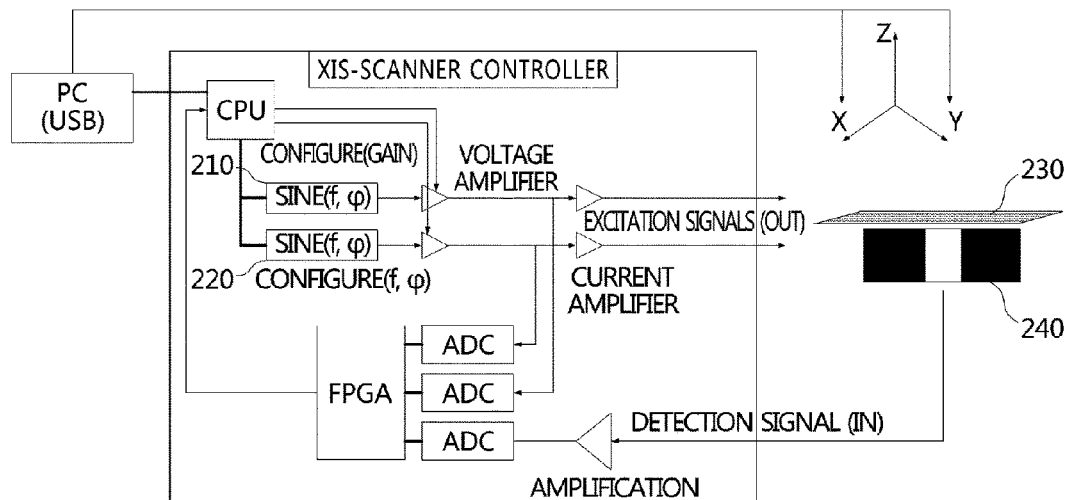 XIS-SCANNER CONTROLLER
Z
X
Y
PC
(USB)
CPU
CONFIGURE(GAIN)
VOLTAGE
AMPLIFIER
210
SINE(f, φ)
EXCITATION SIGNALS (OUT)
230
SINE(f, φ)
220
CONFIGURE(f, φ)
CURRENT
AMPLIFIER
240
ADC
FPGA
ADC
ADC
DETECTION SIGNAL (IN)
AMPLIFICATION